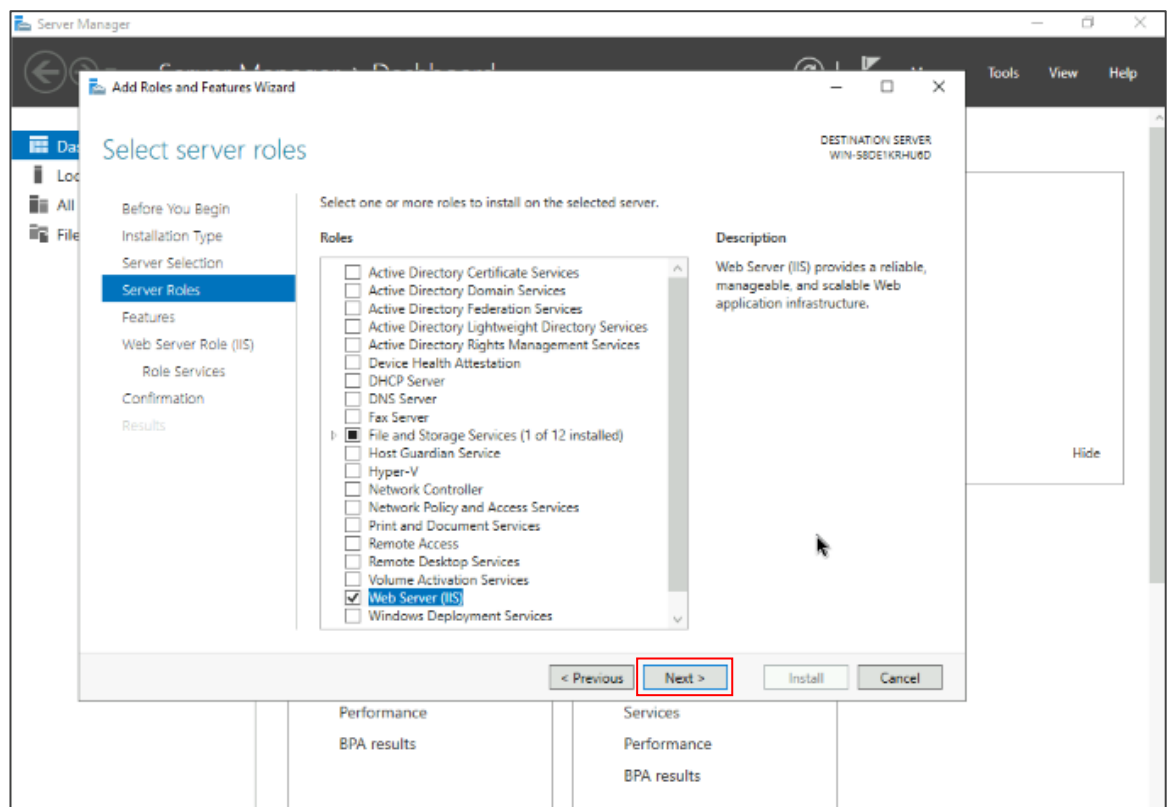 Server Manager
Tools View Help
Add Roles and Features Wizard
Select server roles
DESTINATION SERVER
WIN-58DE1KRHU6D
Before You Begin
Installation Type
Server Selection
Server Roles
Features
Web Server Role (IIS)
Role Services
Confirmation
Results
Select one or more roles to install on the selected server.
Roles
Active Directory Certificate Services
Active Directory Domain Services
Active Directory Federation Services
Active Directory Lightweight Directory Services
Active Directory Rights Management Services
Device Health Attestation
DHCP Server
DNS Server
Fax Server
File and Storage Services (1 of 12 installed)
Host Guardian Service
Hyper-V
Network Controller
Network Policy and Access Services
Print and Document Services
Remote Access
Remote Desktop Services
Volume Activation Services
Web Server (IIS)
Windows Deployment Services
Description
Web Server (IIS) provides a reliable,
manageable, and scalable Web
application infrastructure.
Hide
< Previous
Next >
Install
Cancel
Performance
BPA results
Services
Performance
BPA results